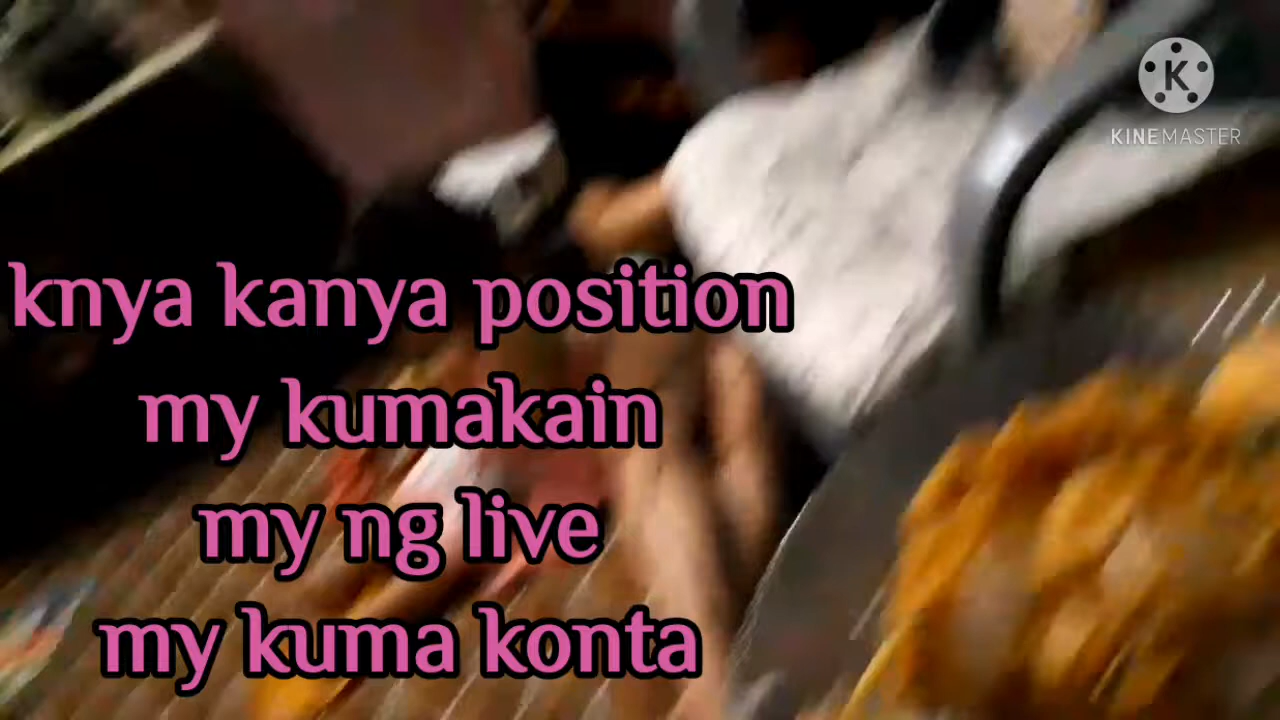 KINEMASTER
knya kanya position
my kumakain
my ng live
my kuma konta